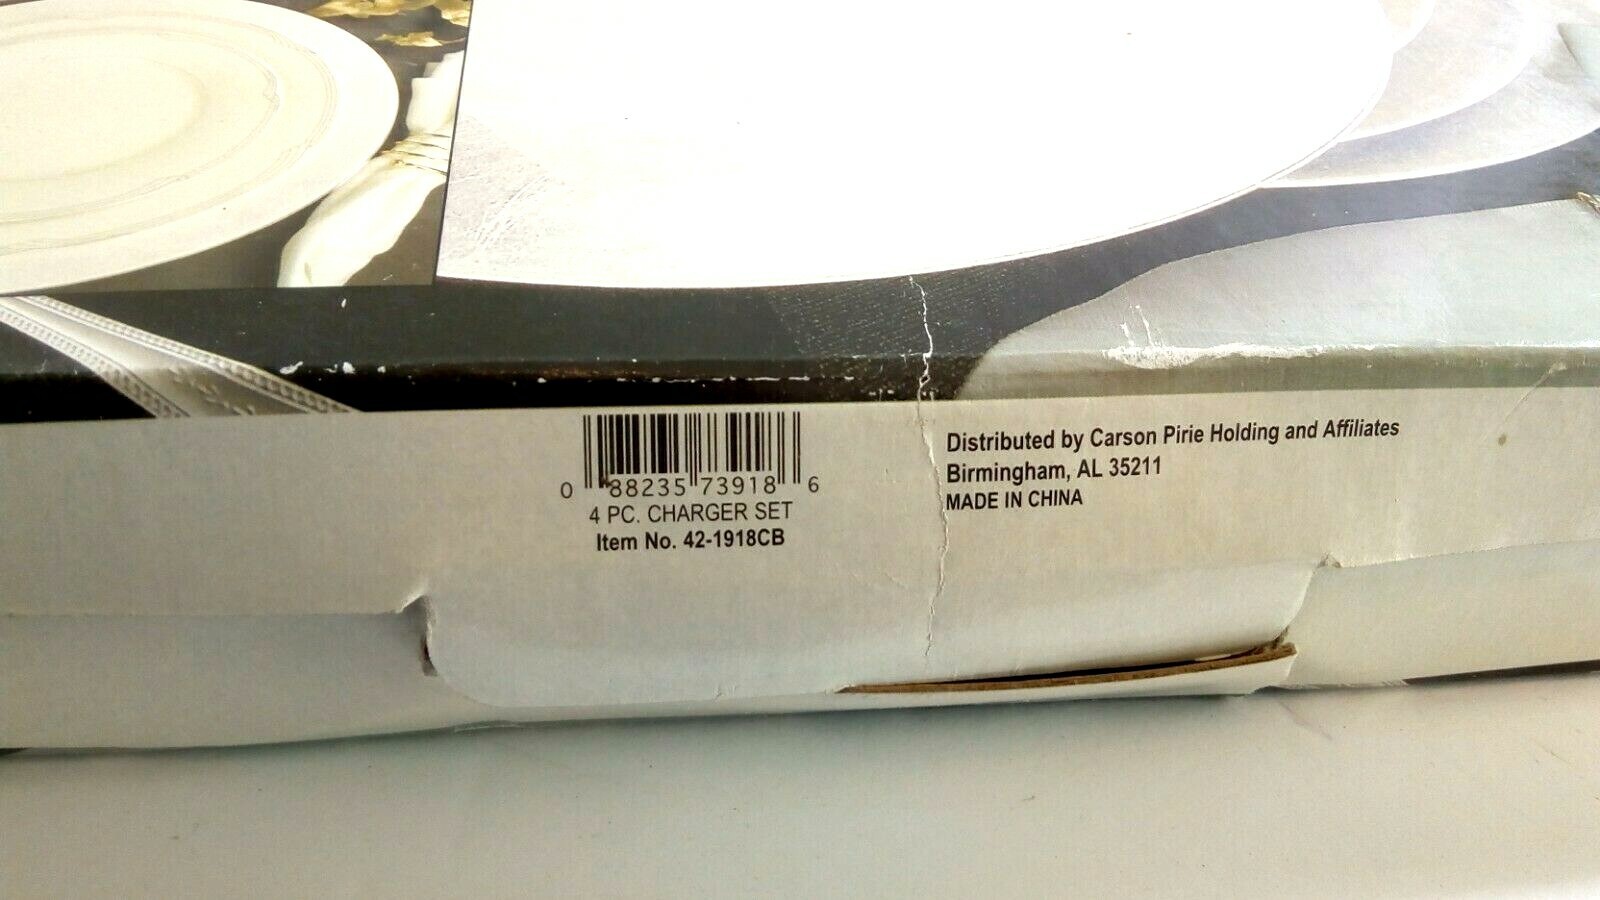 0 88235 73918 6
4 PC. CHARGER SET
Item No. 42-1918CB
Distributed by Carson Pirie Holding and Affiliates
Birmingham, AL 35211
MADE IN CHINA